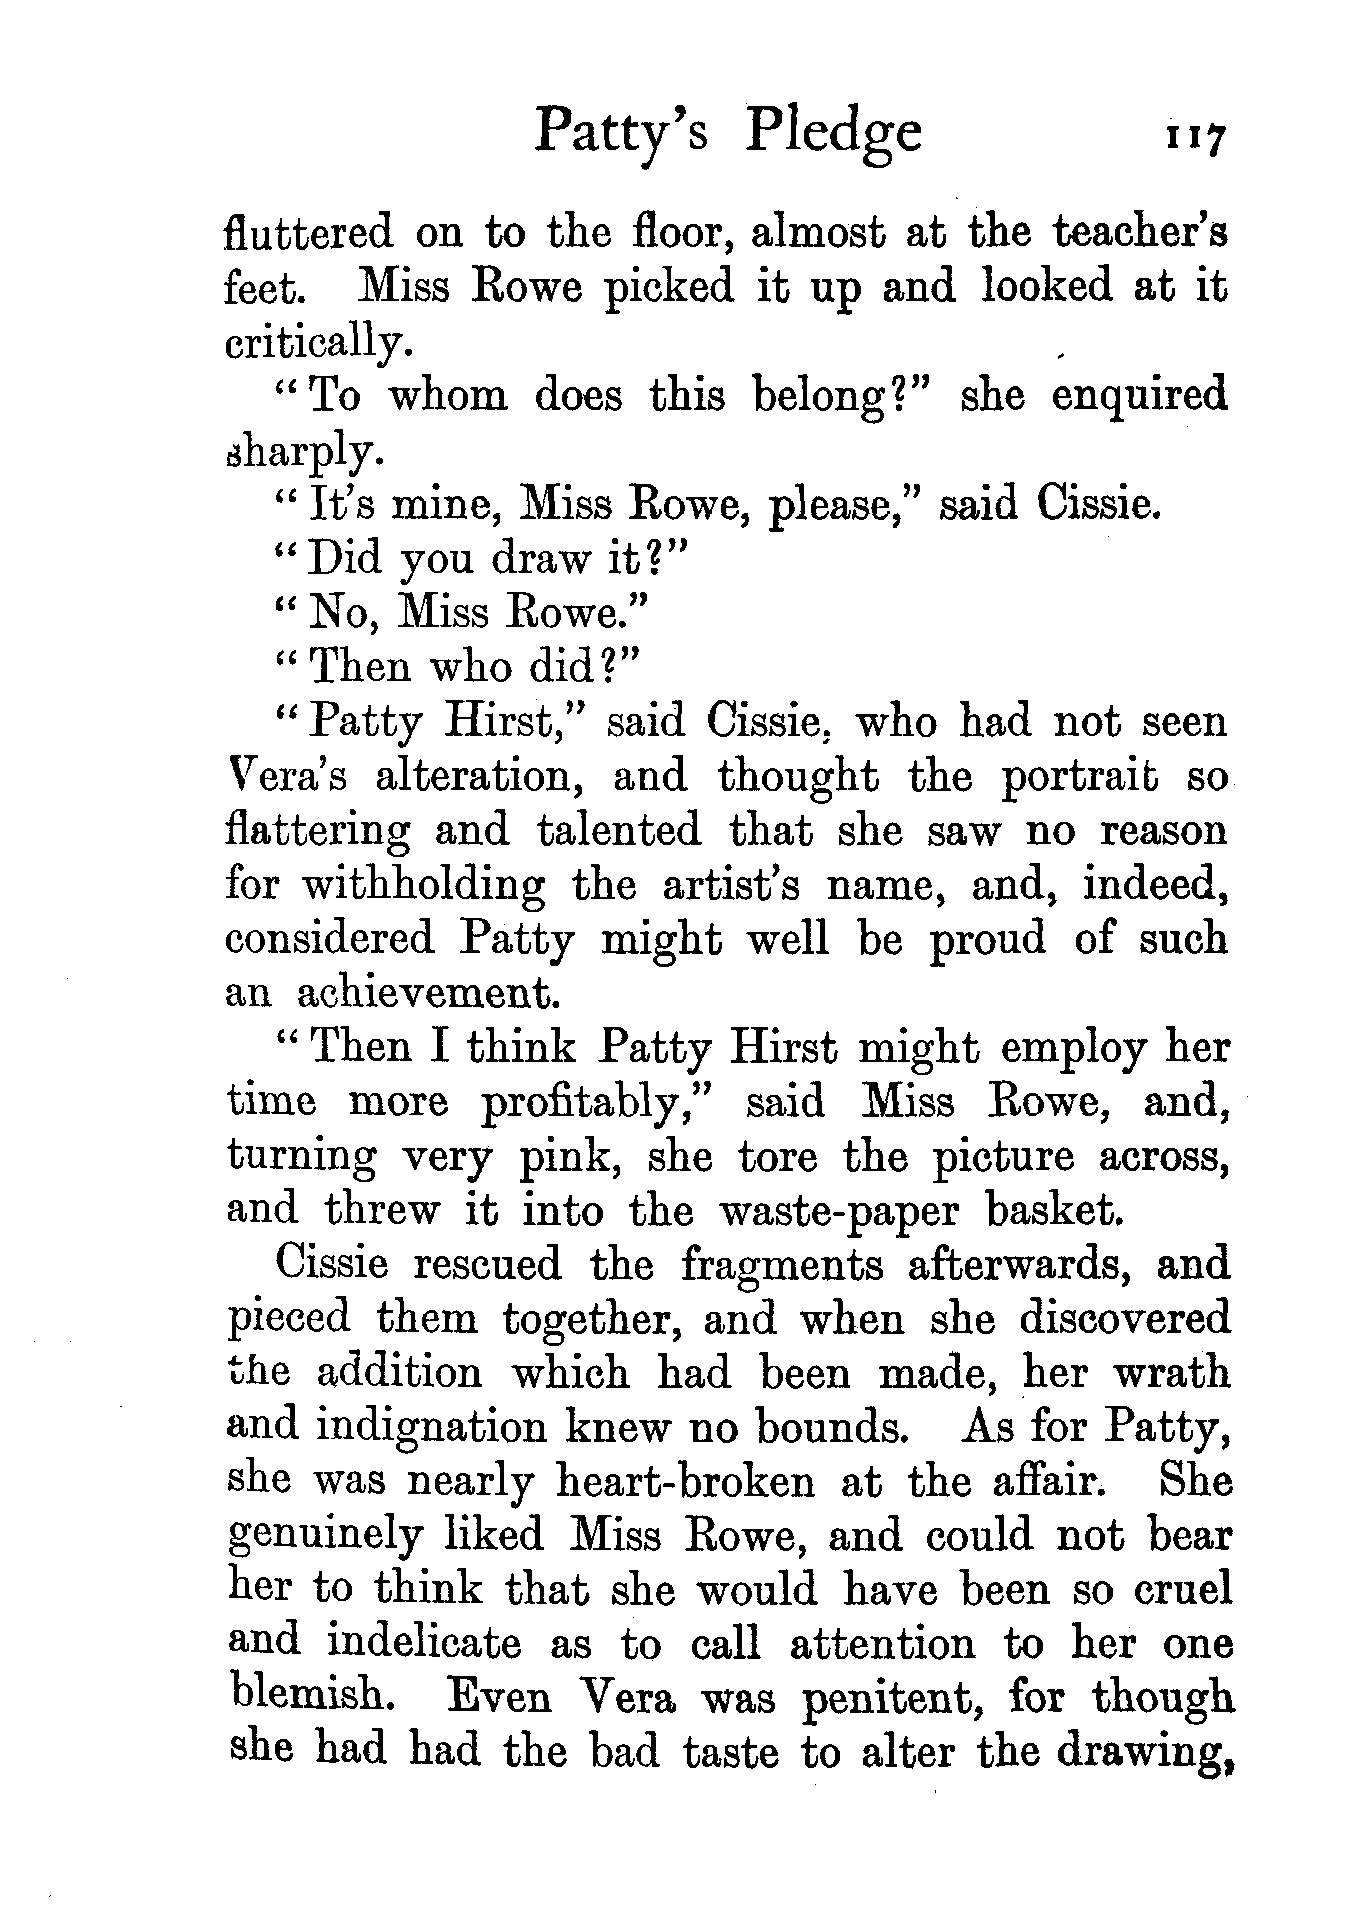 Patty's Pledge 117
fluttered on to the floor, almost at the teacher's
feet. Miss Rowe picked it up and looked at it
critically.
"To whom does this belong?" she enquired
sharply.
"It's mine, Miss Rowe, please," said Cissie.
"Did you draw it?"
"No, Miss Rowe."
"Then who did?"
"Patty Hirst," said Cissie, who had not seen
Vera's alteration, and thought the portrait so
flattering and talented that she saw no reason
for withholding the artist's name, and, indeed,
considered Patty might well be proud of such
an achievement.
"Then I think Patty Hirst might employ her
time more profitably," said Miss Rowe, and,
turning very pink, she tore the picture across,
and threw it into the waste-paper basket.
Cissie rescued the fragments afterwards, and
pieced them together, and when she discovered
the addition which had been made, her wrath
and indignation knew no bounds. As for Patty,
she was nearly heart-broken at the affair. She
genuinely liked Miss Rowe, and could not bear
her to think that she would have been so cruel
and indelicate as to call attention to her one
blemish. Even Vera was penitent, for though
she had had the bad taste to alter the drawing,